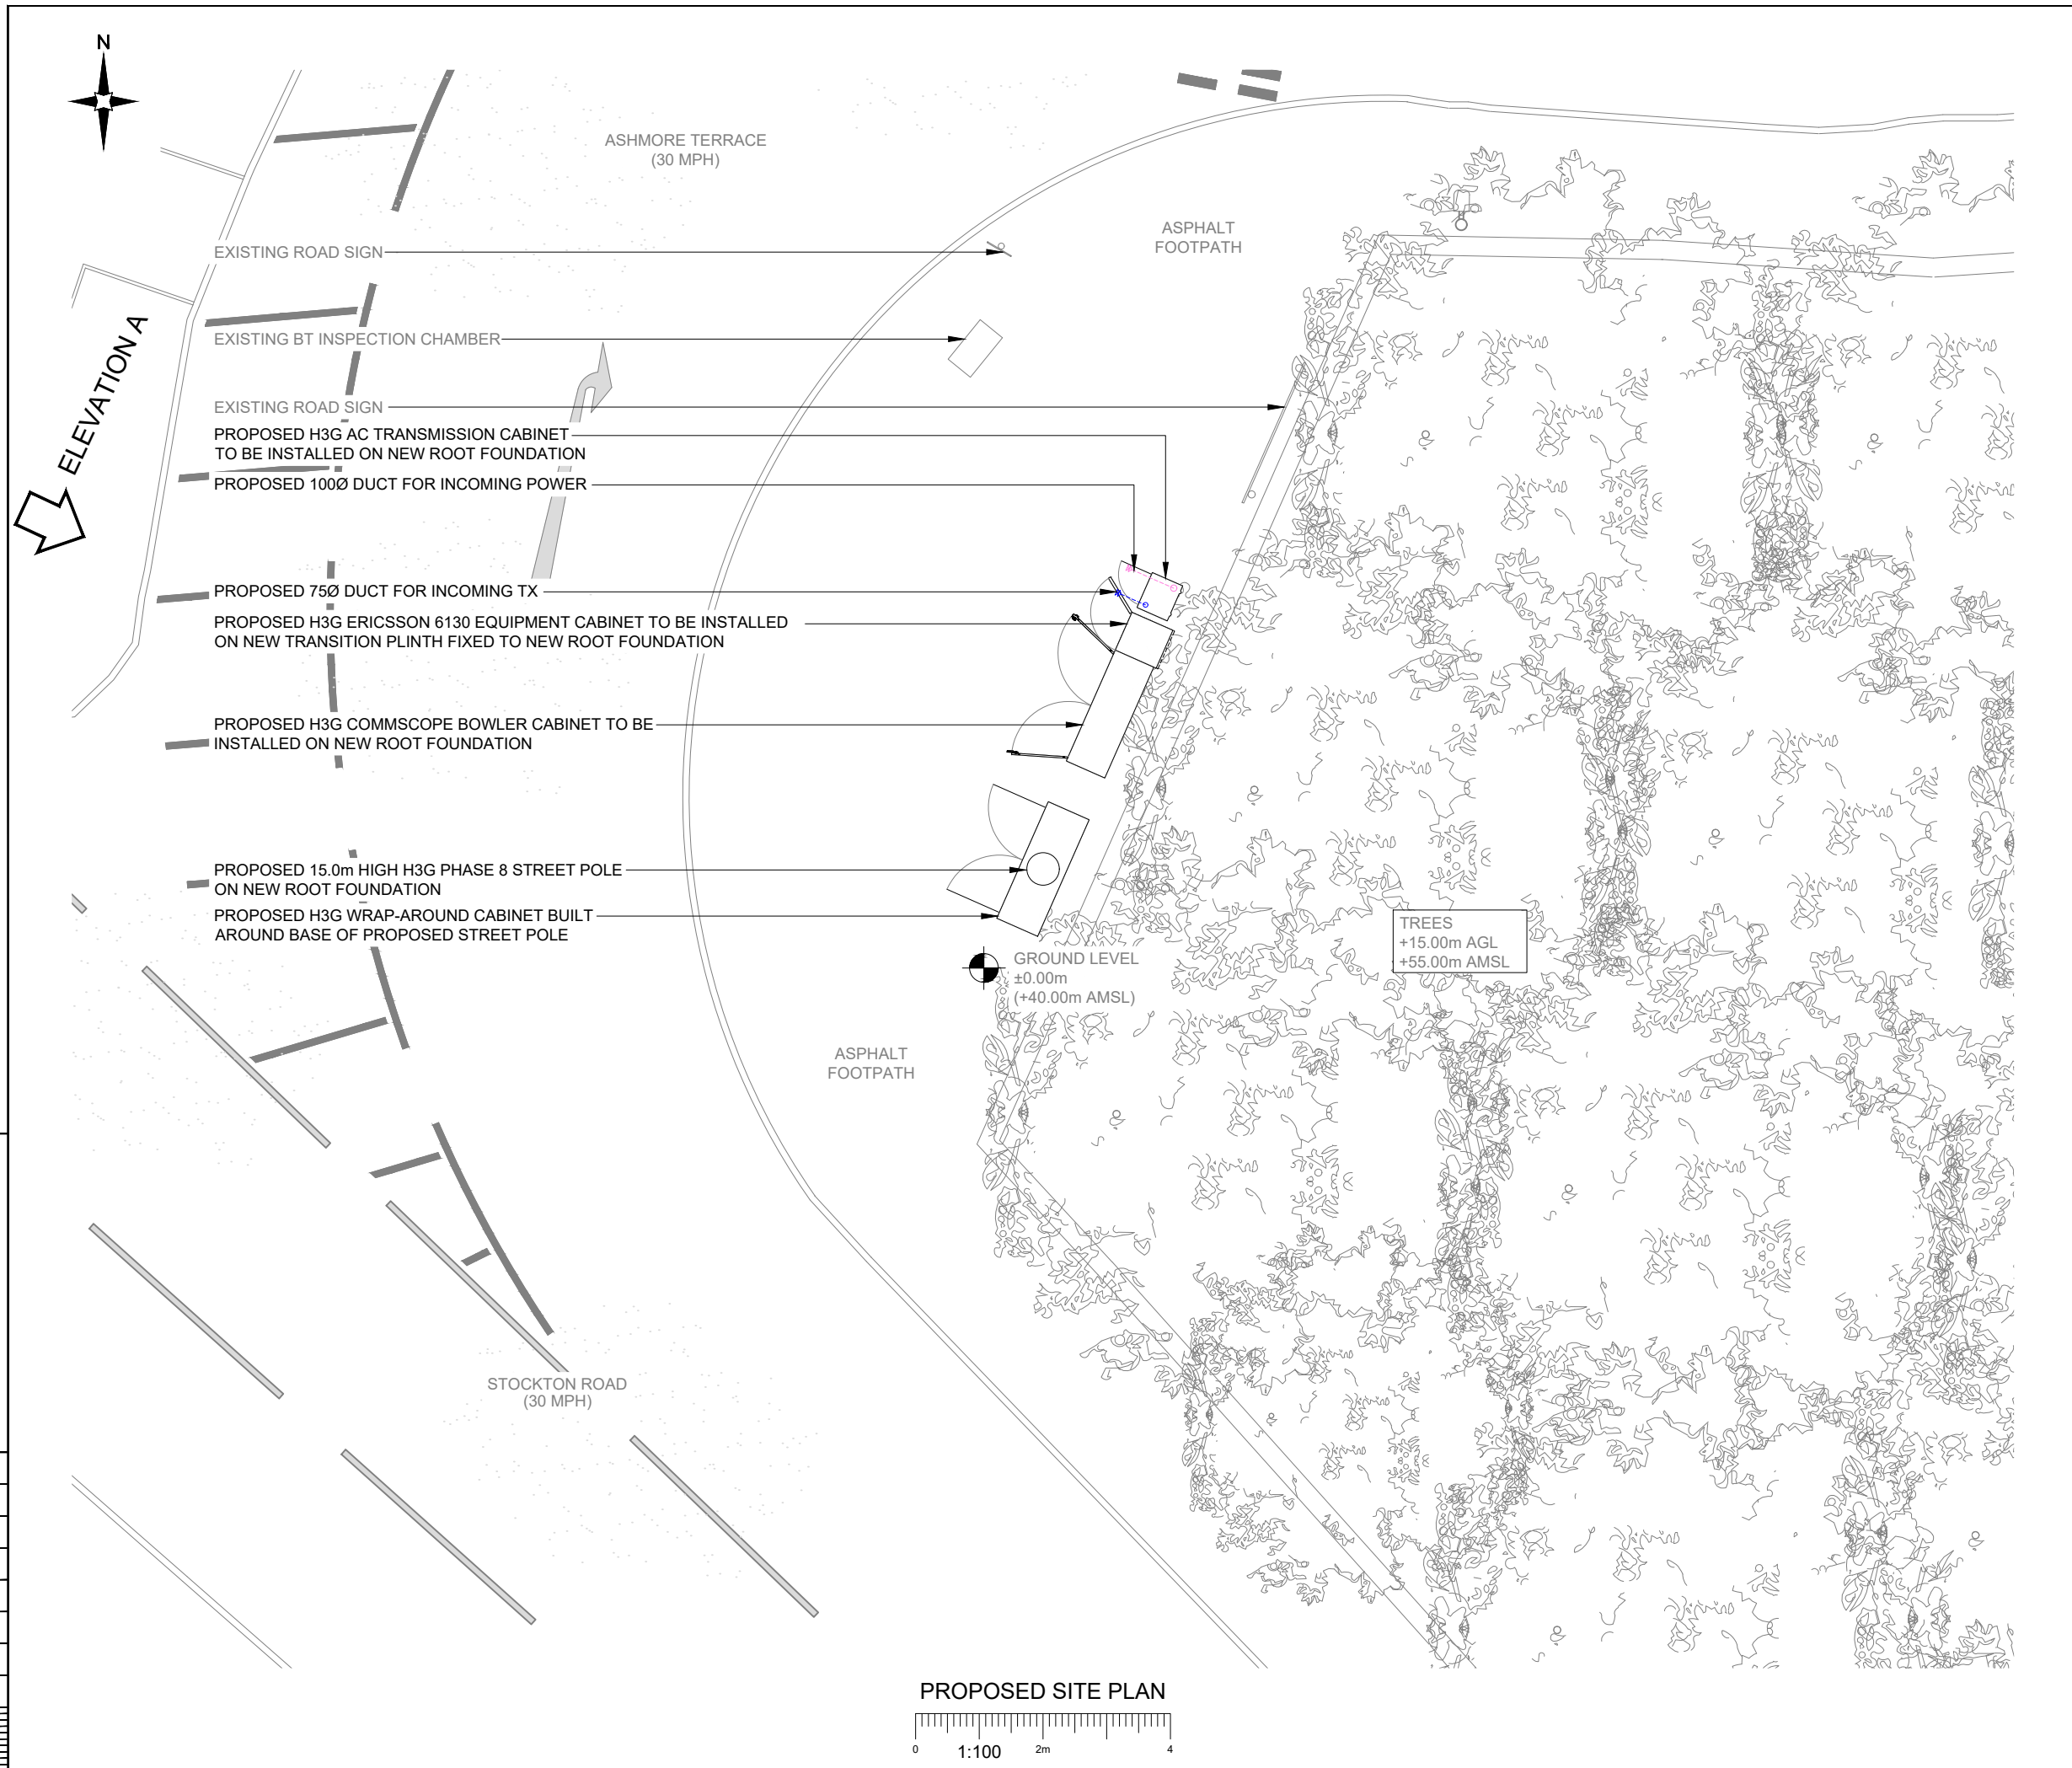 N
ASHMORE TERRACE
(30 MPH)
ASPHALT
FOOTPATH
EXISTING ROAD SIGN
ELEVATION A
EXISTING BT INSPECTION CHAMBER
EXISTING ROAD SIGN
PROPOSED H3G AC TRANSMISSION CABINET
TO BE INSTALLED ON NEW ROOT FOUNDATION
PROPOSED 100Ø DUCT FOR INCOMING POWER
PROPOSED 75Ø DUCT FOR INCOMING TX
PROPOSED H3G ERICSSON 6130 EQUIPMENT CABINET TO BE INSTALLED
ON NEW TRANSITION PLINTH FIXED TO NEW ROOT FOUNDATION
PROPOSED H3G COMMSCOPE BOWLER CABINET TO BE
INSTALLED ON NEW ROOT FOUNDATION
PROPOSED 15.0m HIGH H3G PHASE 8 STREET POLE
ON NEW ROOT FOUNDATION
PROPOSED H3G WRAP-AROUND CABINET BUILT
AROUND BASE OF PROPOSED STREET POLE
TREES
+15.00m AGL
+55.00m AMSL
GROUND LEVEL
±0.00m
(+40.00m AMSL)
ASPHALT
FOOTPATH
STOCKTON ROAD
(30 MPH)
PROPOSED SITE PLAN
0 1:100 2m 4